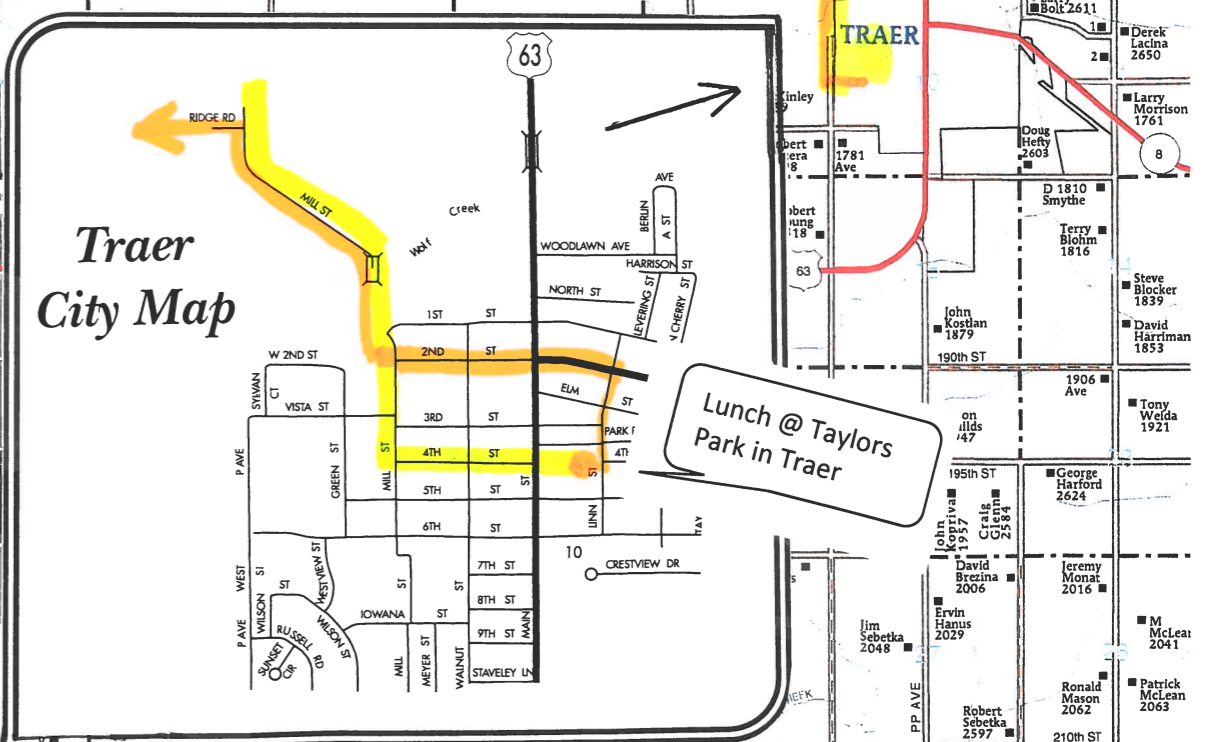 63
RIDGE RD
MILL ST
Creek
Wolf
Traer
City Map
AVE
BERLIN
A ST
WOODLAWN AVE
HARRISON ST
NORTH ST
LEVERING ST
CHERRY ST
1ST ST
2ND ST
W 2ND ST
SYLVAN CT
VISTA ST
ELM ST
3RD ST
PARK
4TH ST
4TH
P AVE
GREEN ST
MILL ST
5TH ST
6TH ST
ST
LINN ST
TAY
10
CRESTVIEW DR
Lunch @ Taylors
Park in Traer
WEST
P AVE
WILSON ST
ST
WESTVIEW ST
WILSON ST
RUSSELL RD
SUNSET CIR
IOWANA ST
MILL ST
MEYER ST
WALNUT ST
7TH ST
8TH ST
9TH ST
MAIN
STAVELEY LN
TRAER
Bolt 2611
1
2
Derek
Lacina
2650
Larry
Morrison
1761
8
Doug
Hefty
2603
1781
Ave
D 1810
Smythe
Terry
Blohm
1816
63
Steve
Blocker
1839
David
Harriman
1853
John
Kostlan
1879
190th ST
1906
Ave
Tony
Welda
1921
195th ST
George
Harford
2624
John
Kopriva
1957
Craig
Glenn
2584
David
Brezina
2006
Jeremy
Monat
2016
Ervin
Hanus
2029
Jim
Sebetka
2048
M
McLean
2041
Ronald
Mason
2062
Patrick
McLean
2063
PP AVE
Robert
Sebetka
2597
210th ST